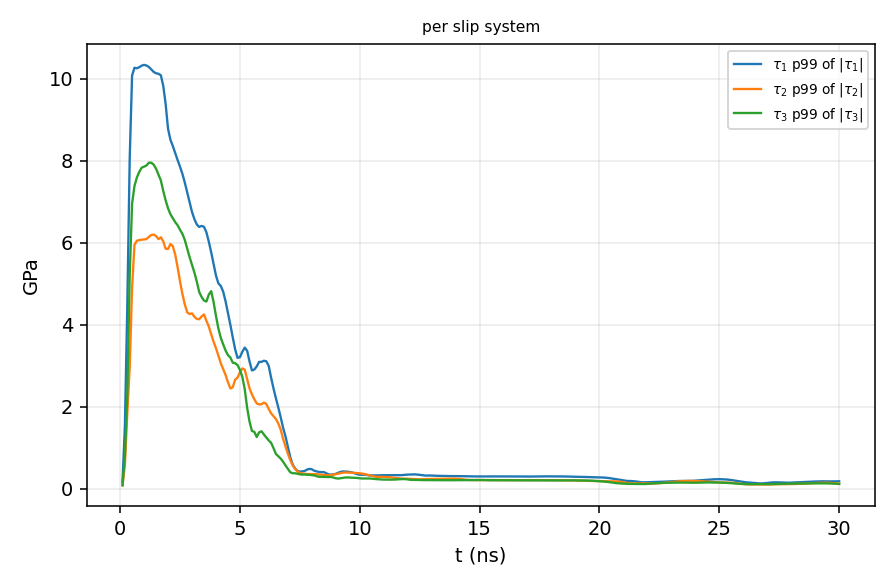 per slip system
GPa
10
8
6
4
2
0
τ1 p99 of |τ1|
τ2 p99 of |τ2|
τ3 p99 of |τ3|
0 5 10 15 20 25 30
t (ns)